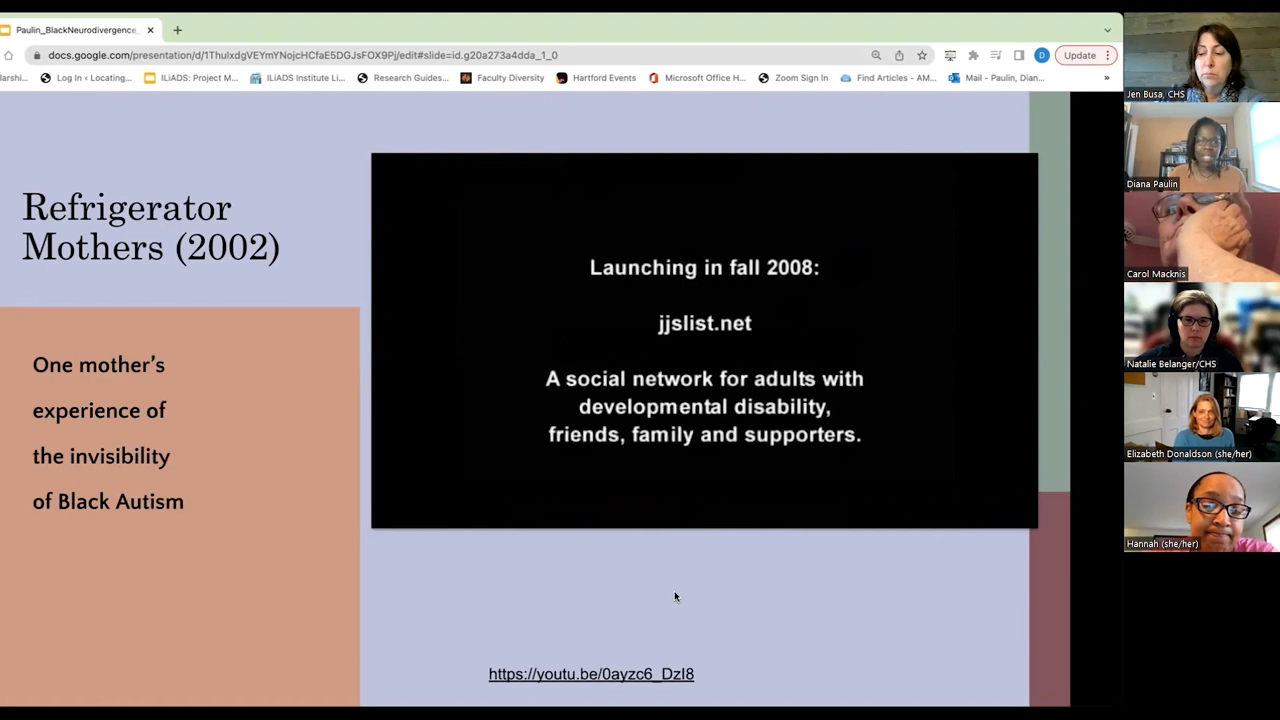 Paulin_BlackNeurodivergence_
docs.google.com/presentation/d/1ThulxdgVEYmYNojcHCfaE5DGJsFOX9Pj/edit#slide=id.g20a273a4dda_1_0
D
Update
larshi...
Log In ‹ Locating...
ILIADS: Project M...
ILIADS Institute Li...
Research Guides...
Faculty Diversity
Hartford Events
Microsoft Office H...
Zoom Sign In
Find Articles - AM...
Mail - Paulin, Dian...
»
Refrigerator
Mothers (2002)
One mother's
experience of
the invisibility
of Black Autism
Launching in fall 2008:
jjslist.net
A social network for adults with
developmental disability,
friends, family and supporters.
https://youtu.be/0ayzc6_DzI8
Jen Busa, CHS
Diana Paulin
Carol Macknis
Natalie Belanger/CHS
Elizabeth Donaldson (she/her)
Hannah (she/her)